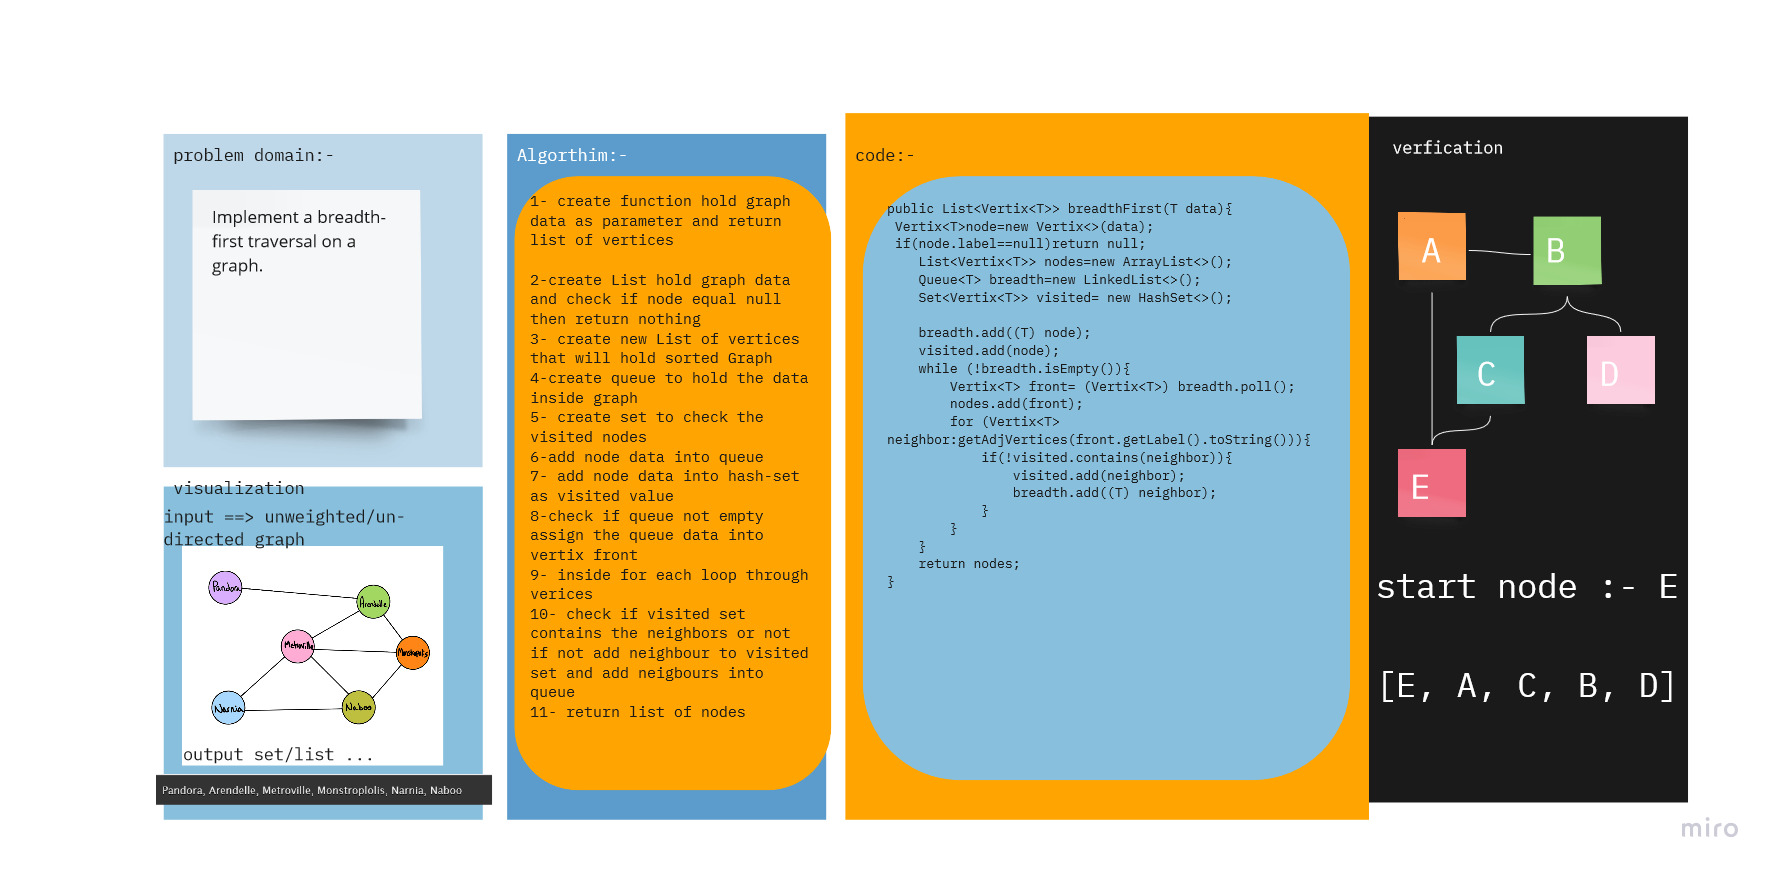 problem domain:-
Implement a breadth-
first traversal on a
graph.
visualization
input ==> unweighted/un-
directed graph
Pandora
Arendelle
Metroville
Narnia
Naboo
output set/list ...
Pandora, Arendelle, Metroville, Monstroplolis, Narnia, Naboo
Algorthim:-
1- create function hold graph
data as parameter and return
list of vertices
2-create List hold graph data
and check if node equal null
then return nothing
3- create new List of vertices
that will hold sorted Graph
4-create queue to hold the data
inside graph
5- create set to check the
visited nodes
6-add node data into queue
7- add node data into hash-set
as visited value
8-check if queue not empty
assign the queue data into
vertix front
9- inside for each loop through
verices
10- check if visited set
contains the neighbors or not
if not add neighbour to visited
set and add neigbours into
queue
11- return list of nodes
code:-
public List<Vertix<T>> breadthFirst(T data){
Vertix<T>node=new Vertix<>(data);
if(node.label==null)return null;
List<Vertix<T>> nodes=new ArrayList<>();
Queue<T> breadth=new LinkedList<>();
Set<Vertix<T>> visited= new HashSet<>();
breadth.add((T) node);
visited.add(node);
while (!breadth.isEmpty()){
Vertix<T> front= (Vertix<T>) breadth.poll();
nodes.add(front);
for (Vertix<T>
neighbor:getAdjVertices(front.getLabel().toString())){
if(!visited.contains(neighbor)){
visited.add(neighbor);
breadth.add((T) neighbor);
}
}
}
return nodes;
}
verfication
A
B
C
D
E
start node :- E
[E, A, C, B, D]
miro